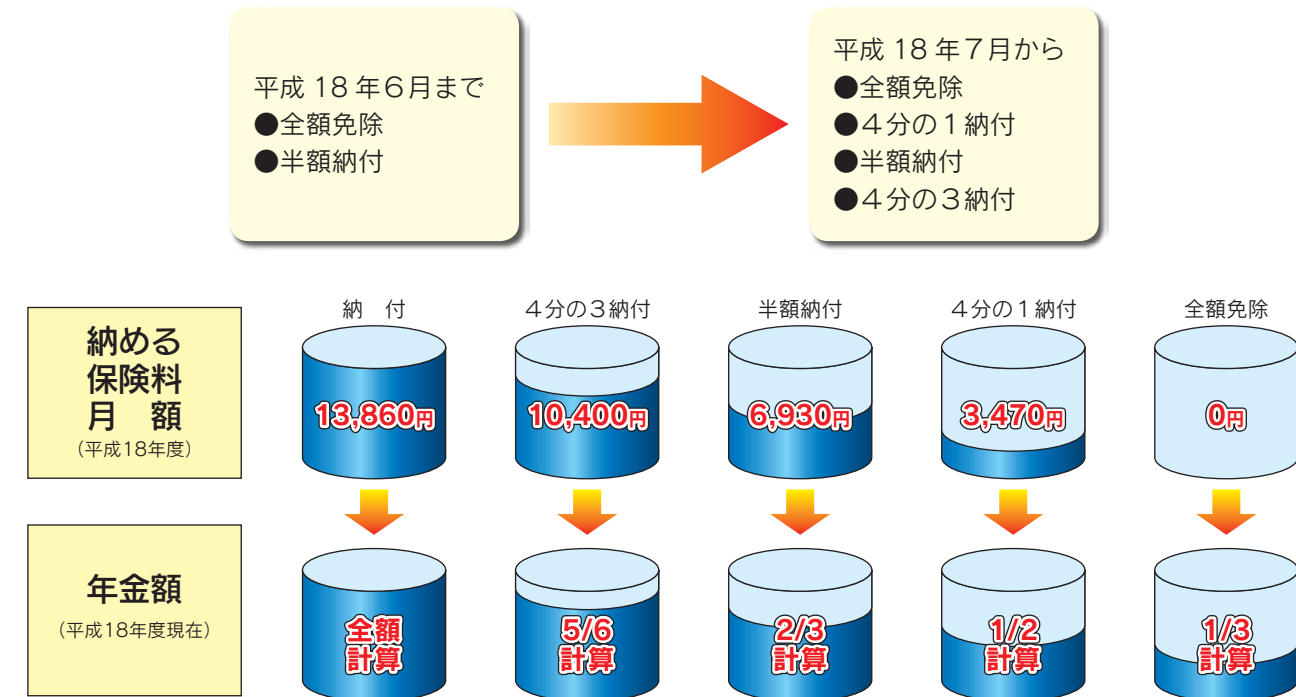 平成 18 年６月まで
●全額免除
●半額納付
平成 18 年７月から
●全額免除
●４分の１納付
●半額納付
●４分の３納付
納める
保険料
月　額
(平成18年度)
納　付
４分の３納付
半額納付
４分の１納付
全額免除
13,860円
10,400円
6,930円
3,470円
0円
年金額
(平成18年度現在)
全額
計算
5/6
計算
2/3
計算
1/2
計算
1/3
計算